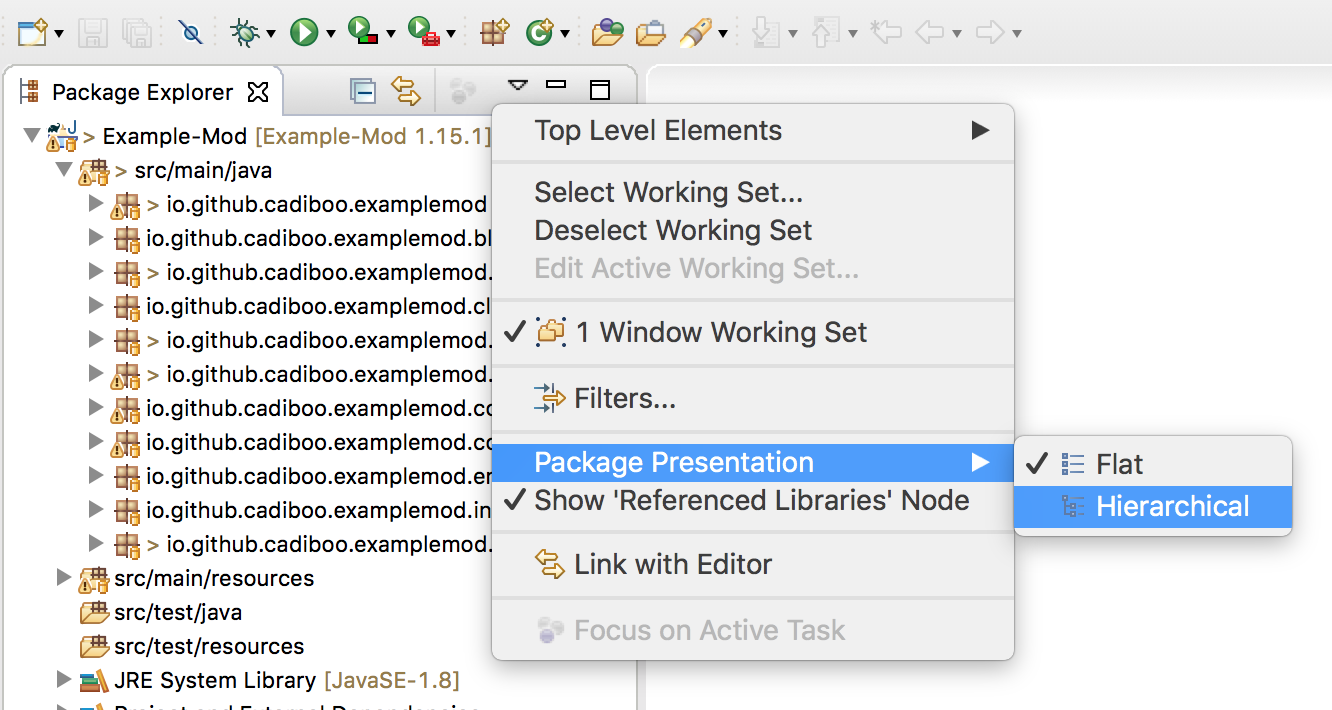 Package Explorer
> Example-Mod [Example-Mod 1.15.1]
> src/main/java
> io.github.cadiboo.examplemod
io.github.cadiboo.examplemod.bl
> io.github.cadiboo.examplemod.
io.github.cadiboo.examplemod.cl
> io.github.cadiboo.examplemod.
> io.github.cadiboo.examplemod.
io.github.cadiboo.examplemod.co
io.github.cadiboo.examplemod.co
io.github.cadiboo.examplemod.en
io.github.cadiboo.examplemod.in
> io.github.cadiboo.examplemod.
src/main/resources
src/test/java
src/test/resources
JRE System Library [JavaSE-1.8]
Project and External Dependencies
Top Level Elements
Select Working Set...
Deselect Working Set
Edit Active Working Set...
1 Window Working Set
Filters...
Package Presentation
Show 'Referenced Libraries' Node
Link with Editor
Focus on Active Task
Flat
Hierarchical